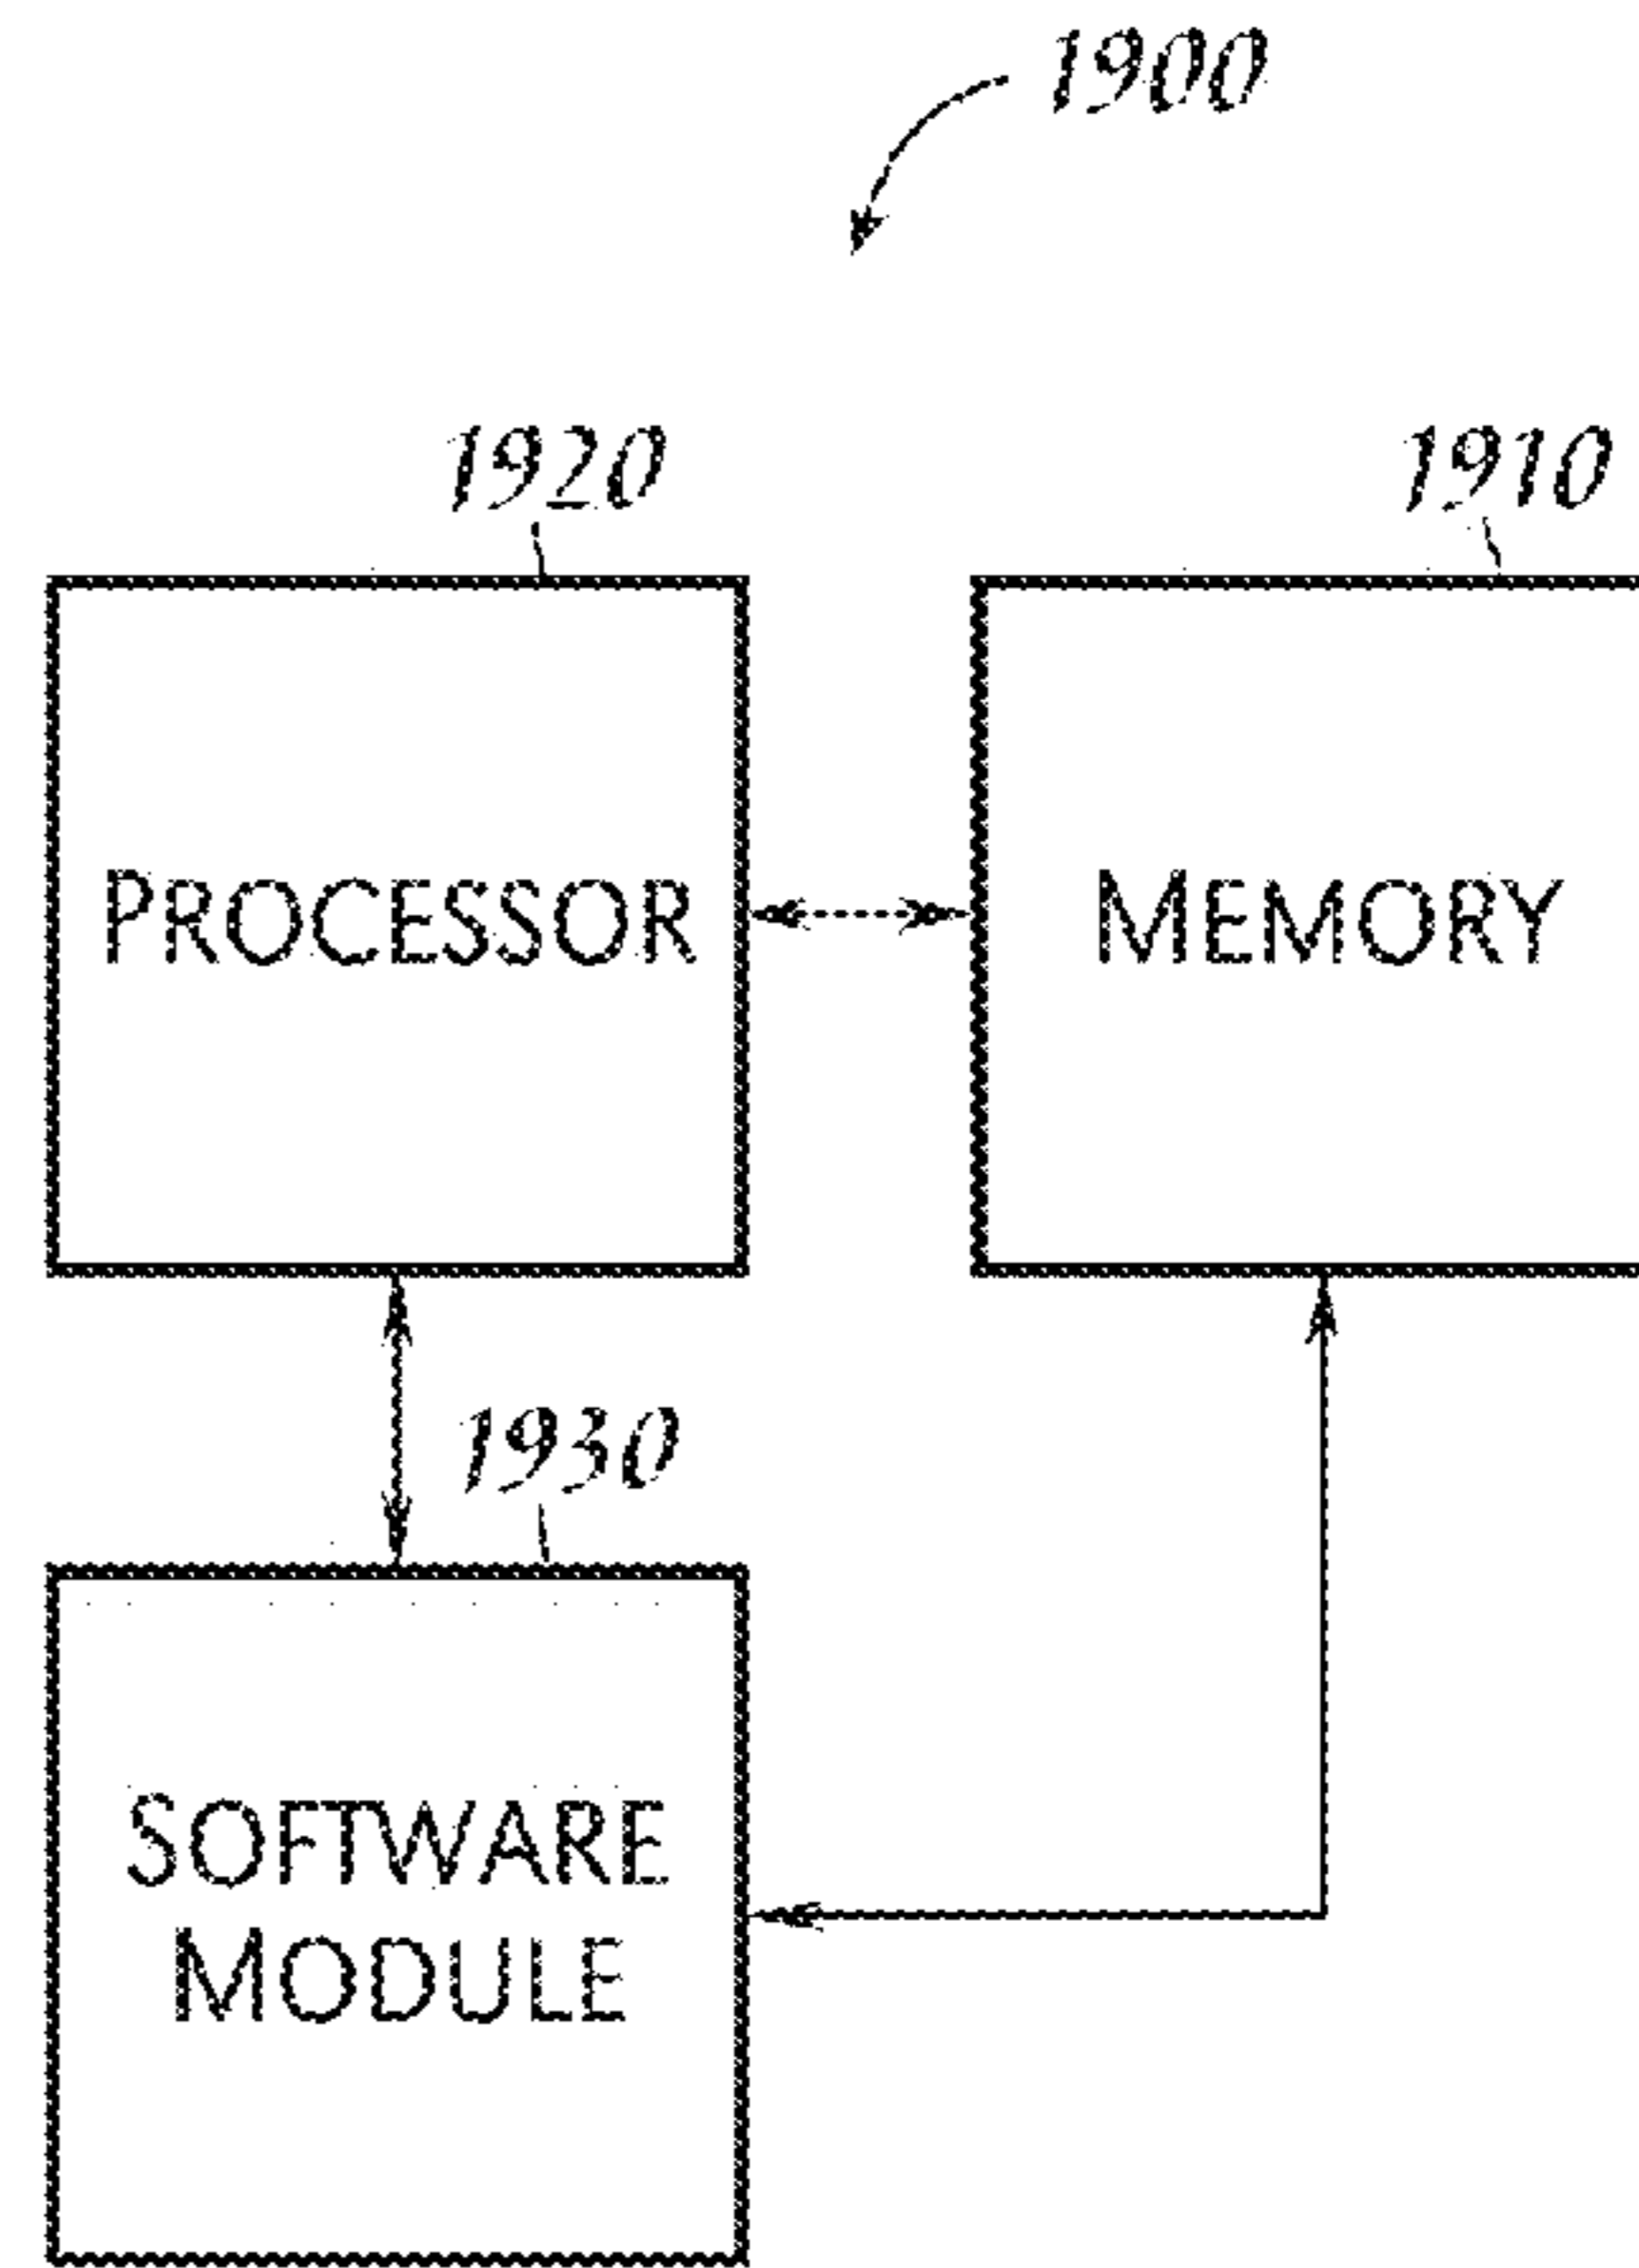 1900
1920
1910
PROCESSOR
MEMORY
1930
SOFTWARE
MODULE